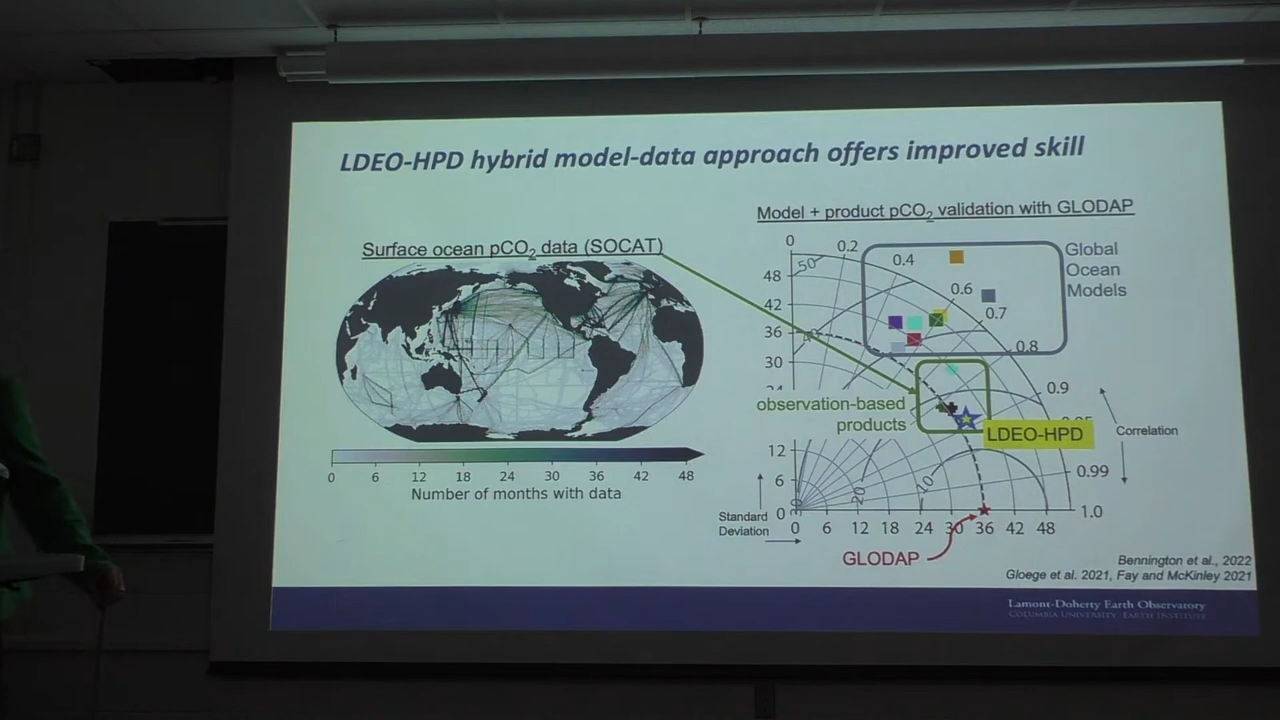 LDEO-HPD hybrid model-data approach offers improved skill
Surface ocean pCO2 data (SOCAT)
0 6 12 18 24 30 36 42 48
Number of months with data
Model + product pCO2 validation with GLODAP
0
0.2
0.4
0.6
0.7
0.8
0.9
0.99
1.0
50
48
42
36
30
12
6
0
20
10
Global
Ocean
Models
observation-based
products
LDEO-HPD
Correlation
Standard
Deviation
0 6 12 18 24 30 36 42 48
GLODAP
Bennington et al., 2022
Gloege et al. 2021, Fay and McKinley 2021
Lamont-Doherty Earth Observatory
Columbia University Earth Institute